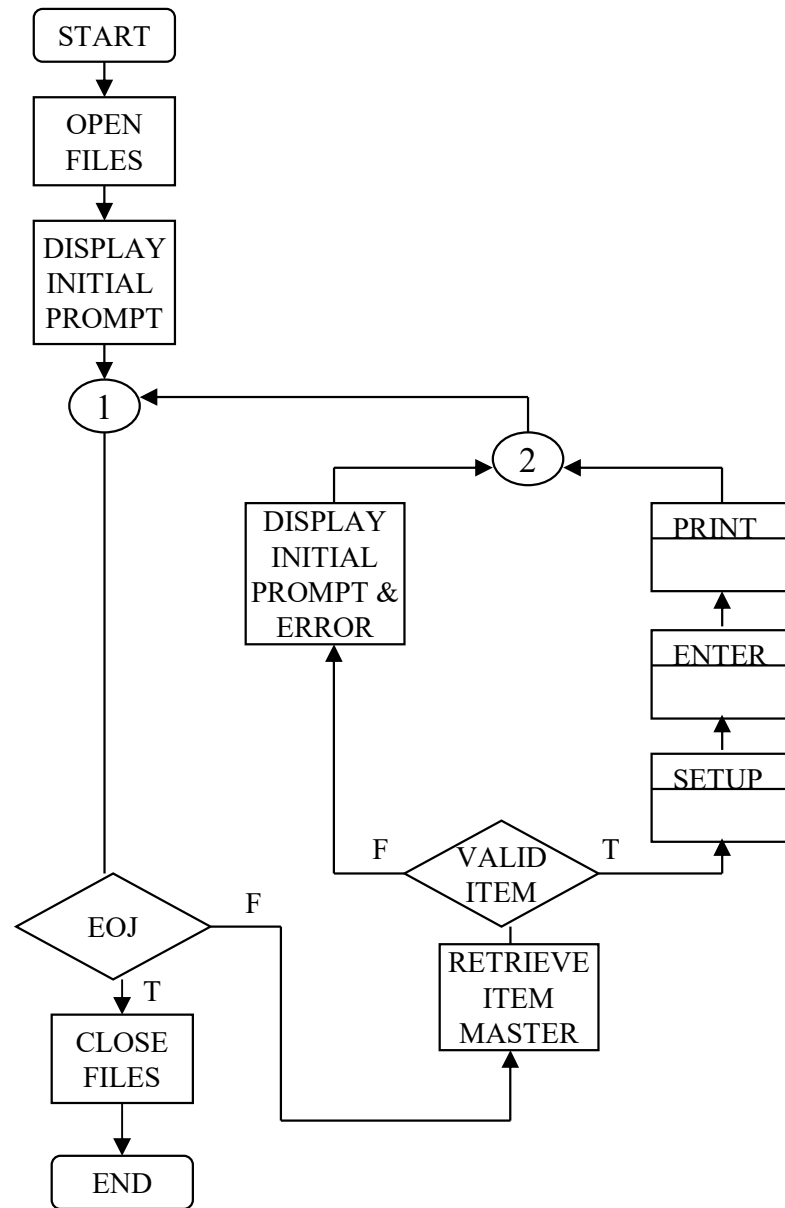 START
OPEN
FILES
DISPLAY
INITIAL
PROMPT
1
2
DISPLAY
INITIAL
PROMPT &
ERROR
PRINT
ENTER
SETUP
F
VALID
ITEM
T
EOJ
F
T
RETRIEVE
ITEM
MASTER
CLOSE
FILES
END